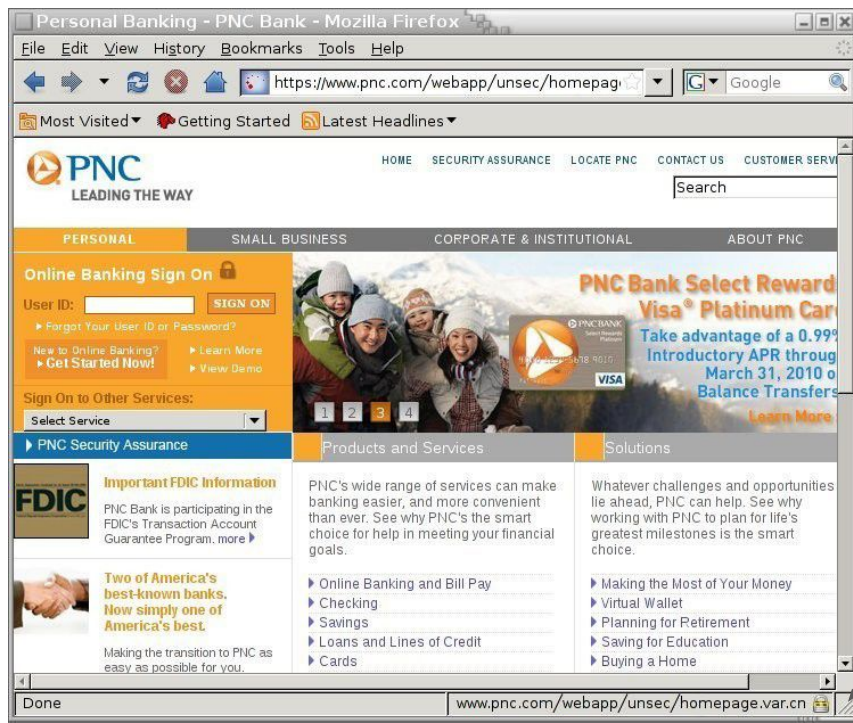 Personal Banking - PNC Bank - Mozilla Firefox
File Edit View History Bookmarks Tools Help
https://www.pnc.com/webapp/unsec/homepag
G Google
Most Visited Getting Started Latest Headlines
PNC
LEADING THE WAY
HOME SECURITY ASSURANCE LOCATE PNC CONTACT US CUSTOMER SERV
Search
PERSONAL SMALL BUSINESS CORPORATE & INSTITUTIONAL ABOUT PNC
Online Banking Sign On
User ID: SIGN ON
Forgot Your User ID or Password?
New to Online Banking?
Get Started Now!
Learn More
View Demo
Sign On to Other Services:
Select Service
PNC Bank Select Reward
Visa® Platinum Car
Take advantage of a 0.99%
Introductory APR throug
March 31, 2010 o
Balance Transfers
Learn More
PNCBANK
Select Rewards
Platinum
5678 9010
VISA
1 2 3 4
PNC Security Assurance
FDIC
Important FDIC Information
PNC Bank is participating in the
FDIC's Transaction Account
Guarantee Program. more
Two of America's
best-known banks.
Now simply one of
America's best.
Making the transition to PNC as
easy as possible for you.
Products and Services
PNC's wide range of services can make
banking easier, and more convenient
than ever. See why PNC's the smart
choice for help in meeting your financial
goals.
Online Banking and Bill Pay
Checking
Savings
Loans and Lines of Credit
Cards
Solutions
Whatever challenges and opportunities
lie ahead, PNC can help. See why
working with PNC to plan for life's
greatest milestones is the smart
choice.
Making the Most of Your Money
Virtual Wallet
Planning for Retirement
Saving for Education
Buying a Home
Done www.pnc.com/webapp/unsec/homepage.var.cn